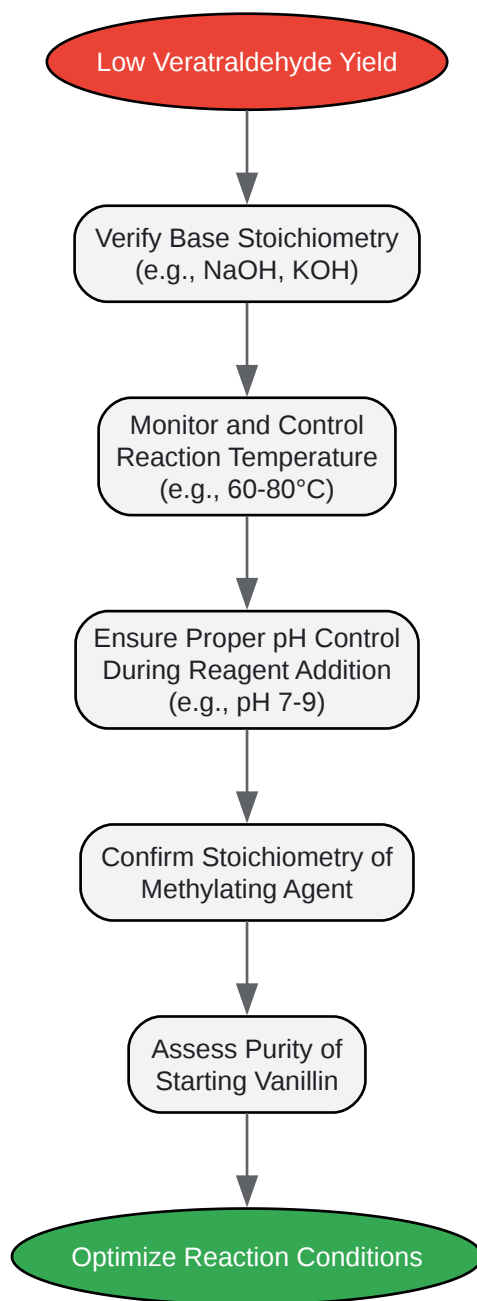 Low Veratraldehyde Yield
Verify Base Stoichiometry
(e.g., NaOH, KOH)
Monitor and Control
Reaction Temperature
(e.g., 60-80°C)
Ensure Proper pH Control
During Reagent Addition
(e.g., pH 7-9)
Confirm Stoichiometry of
Methylating Agent
Assess Purity of
Starting Vanillin
Optimize Reaction Conditions